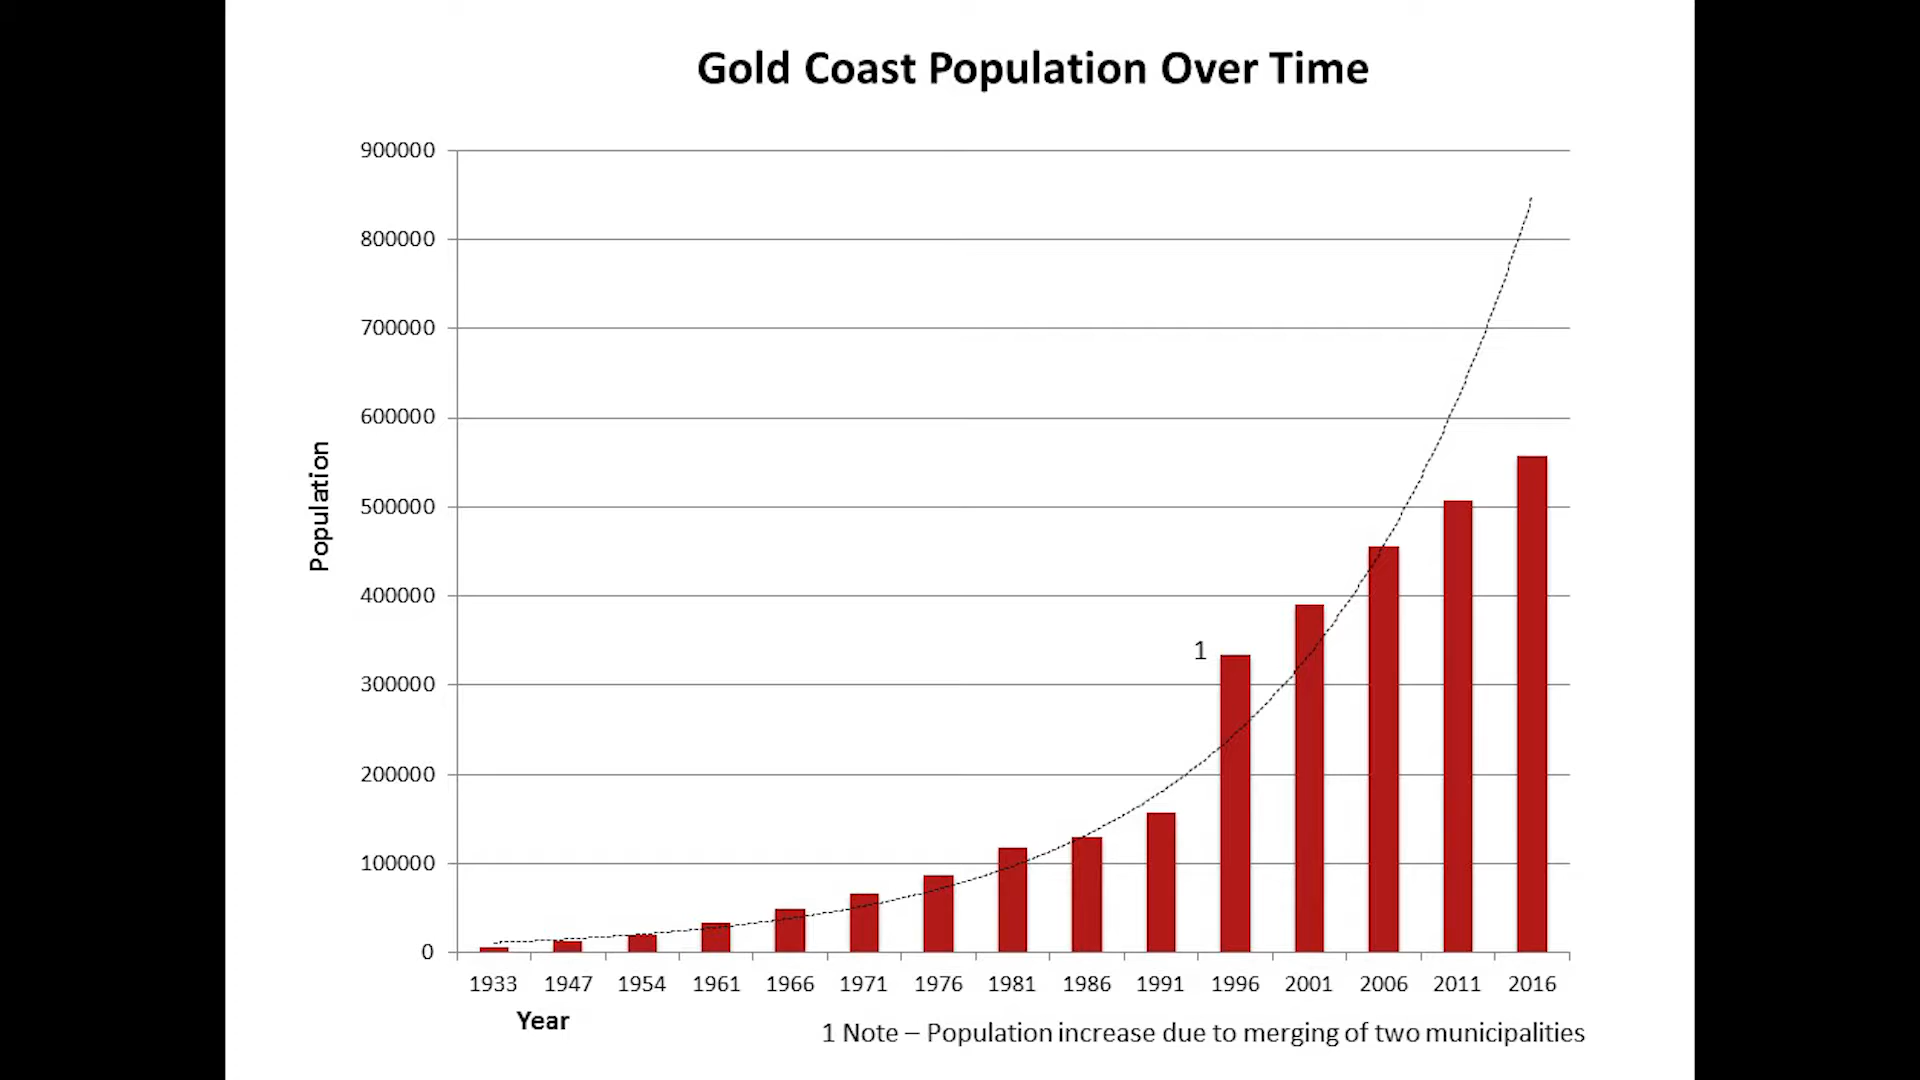 Gold Coast Population Over Time
900000
800000
700000
600000
500000
400000
300000
200000
100000
0
Population
1
1933 1947 1954 1961 1966 1971 1976 1981 1986 1991 1996 2001 2006 2011 2016
Year
1 Note – Population increase due to merging of two municipalities